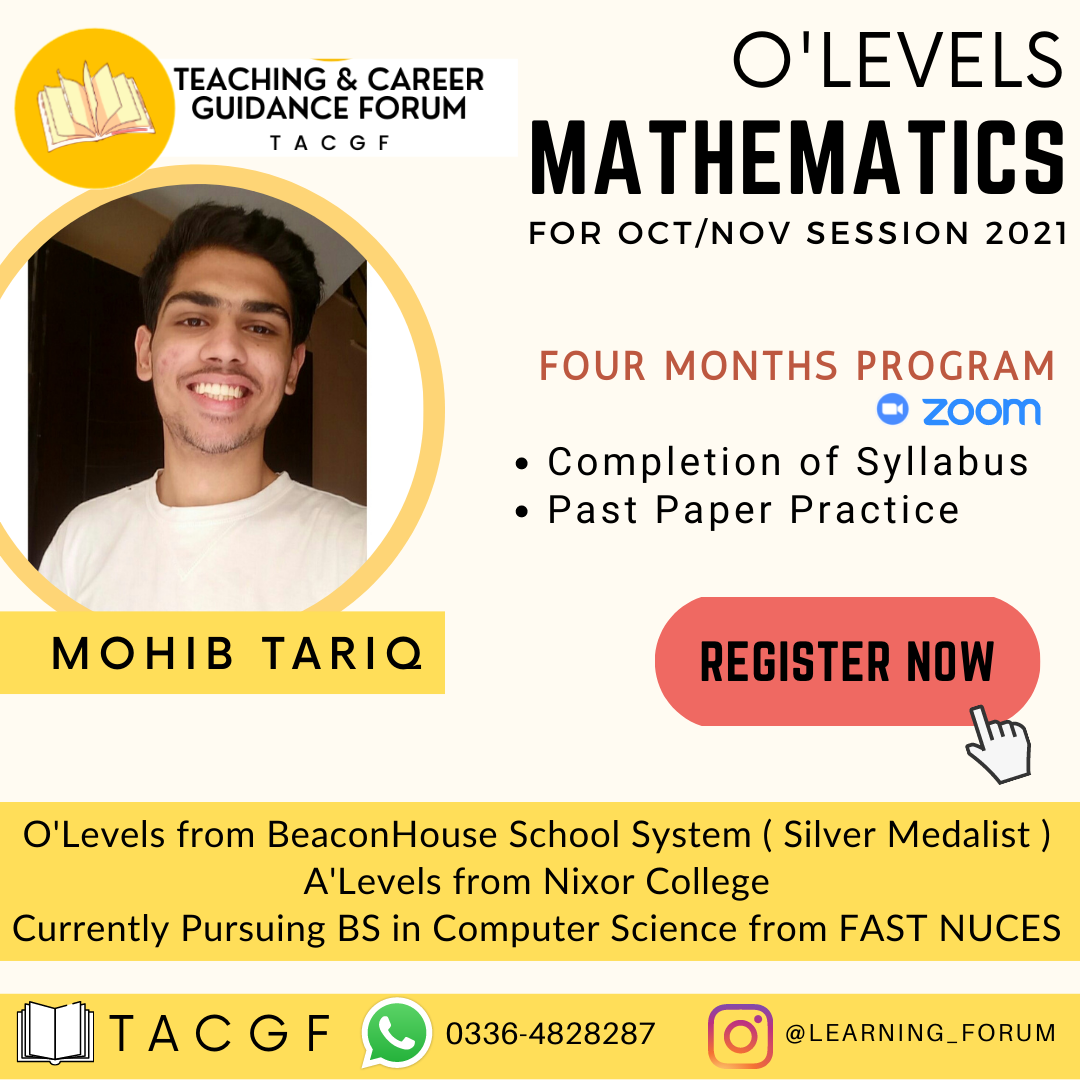 TEACHING & CAREER
GUIDANCE FORUM
TACGF
O'LEVELS
MATHEMATICS
FOR OCT/NOV SESSION 2021
FOUR MONTHS PROGRAM
zoom
• Completion of Syllabus
• Past Paper Practice
MOHIB TARIQ
REGISTER NOW
O'Levels from BeaconHouse School System ( Silver Medalist )
A'Levels from Nixor College
Currently Pursuing BS in Computer Science from FAST NUCES
TACGF 0336-4828287 @LEARNING_FORUM